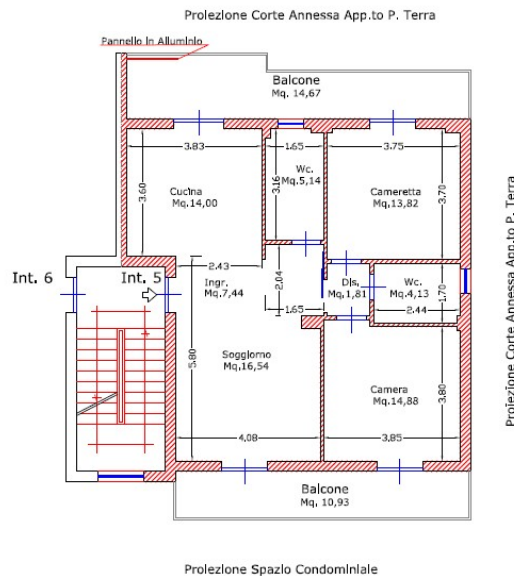 Proiezione Corte Annessa App.to P. Terra
Pannello in Alluminio
Balcone
Mq. 14,67
3.83
1.65
3.75
Wc.
Mq.5,14
3.16
3.60
Cucina
Mq.14,00
Cameretta
Mq.13,82
3.70
Int. 6
Int. 5
2.43
Ingr.
Mq.7,44
2.04
1.65
Dis.
Mq.1,81
Wc.
Mq.4,13
1.70
2.44
5.80
Soggiorno
Mq.16,54
Camera
Mq.14,88
3.80
4.08
3.85
Balcone
Mq. 10,93
Proiezione Corte Annessa App.to P. Terra
Proiezione Spazio Condominiale